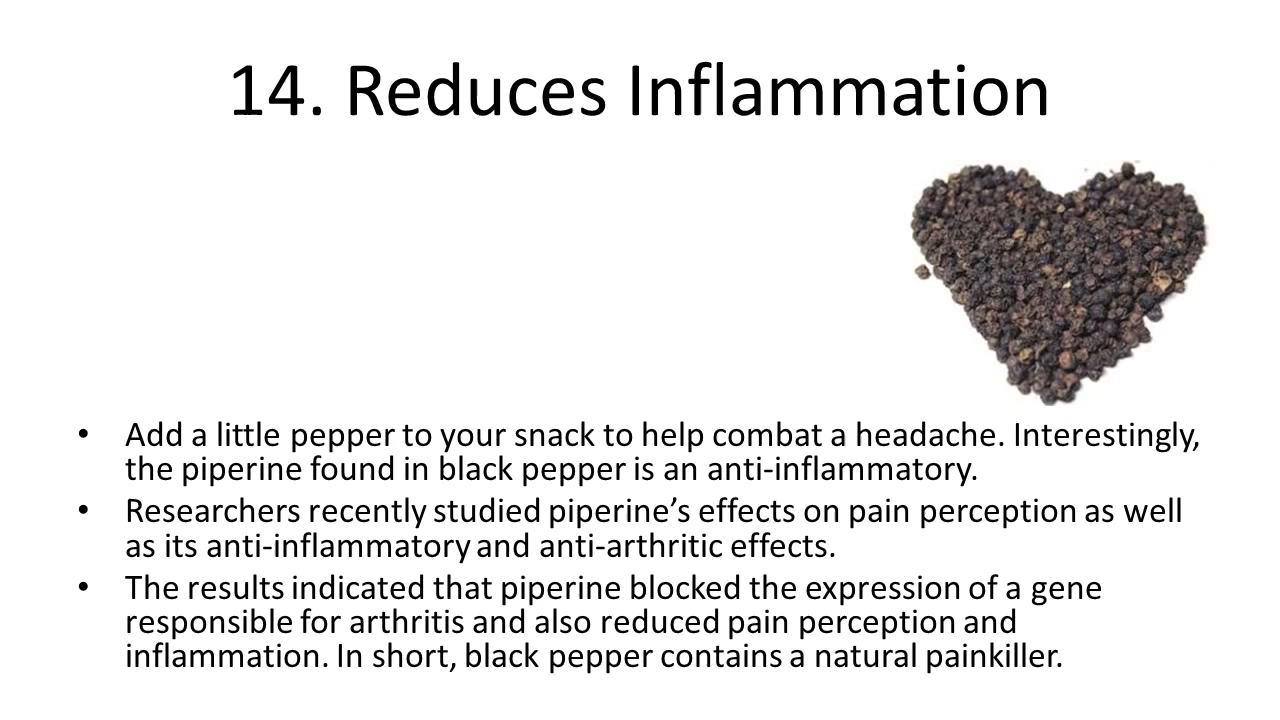 14. Reduces Inflammation
• Add a little pepper to your snack to help combat a headache. Interestingly,
the piperine found in black pepper is an anti-inflammatory.
• Researchers recently studied piperine’s effects on pain perception as well
as its anti-inflammatory and anti-arthritic effects.
• The results indicated that piperine blocked the expression of a gene
responsible for arthritis and also reduced pain perception and
inflammation. In short, black pepper contains a natural painkiller.